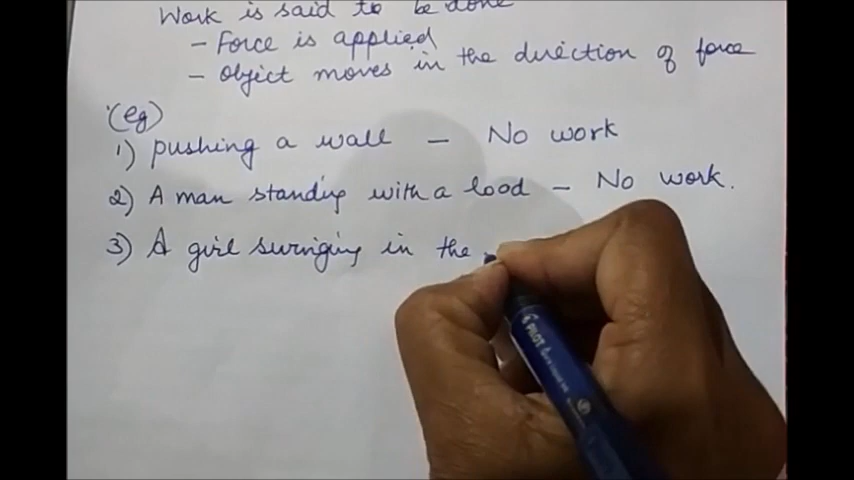 Work is said to be done
- Force is applied
- Object moves in the direction of force
(eg)
1) pushing a wall - No work
2) A man standing with a load - No work.
3) A girl swinging in the
PILOT